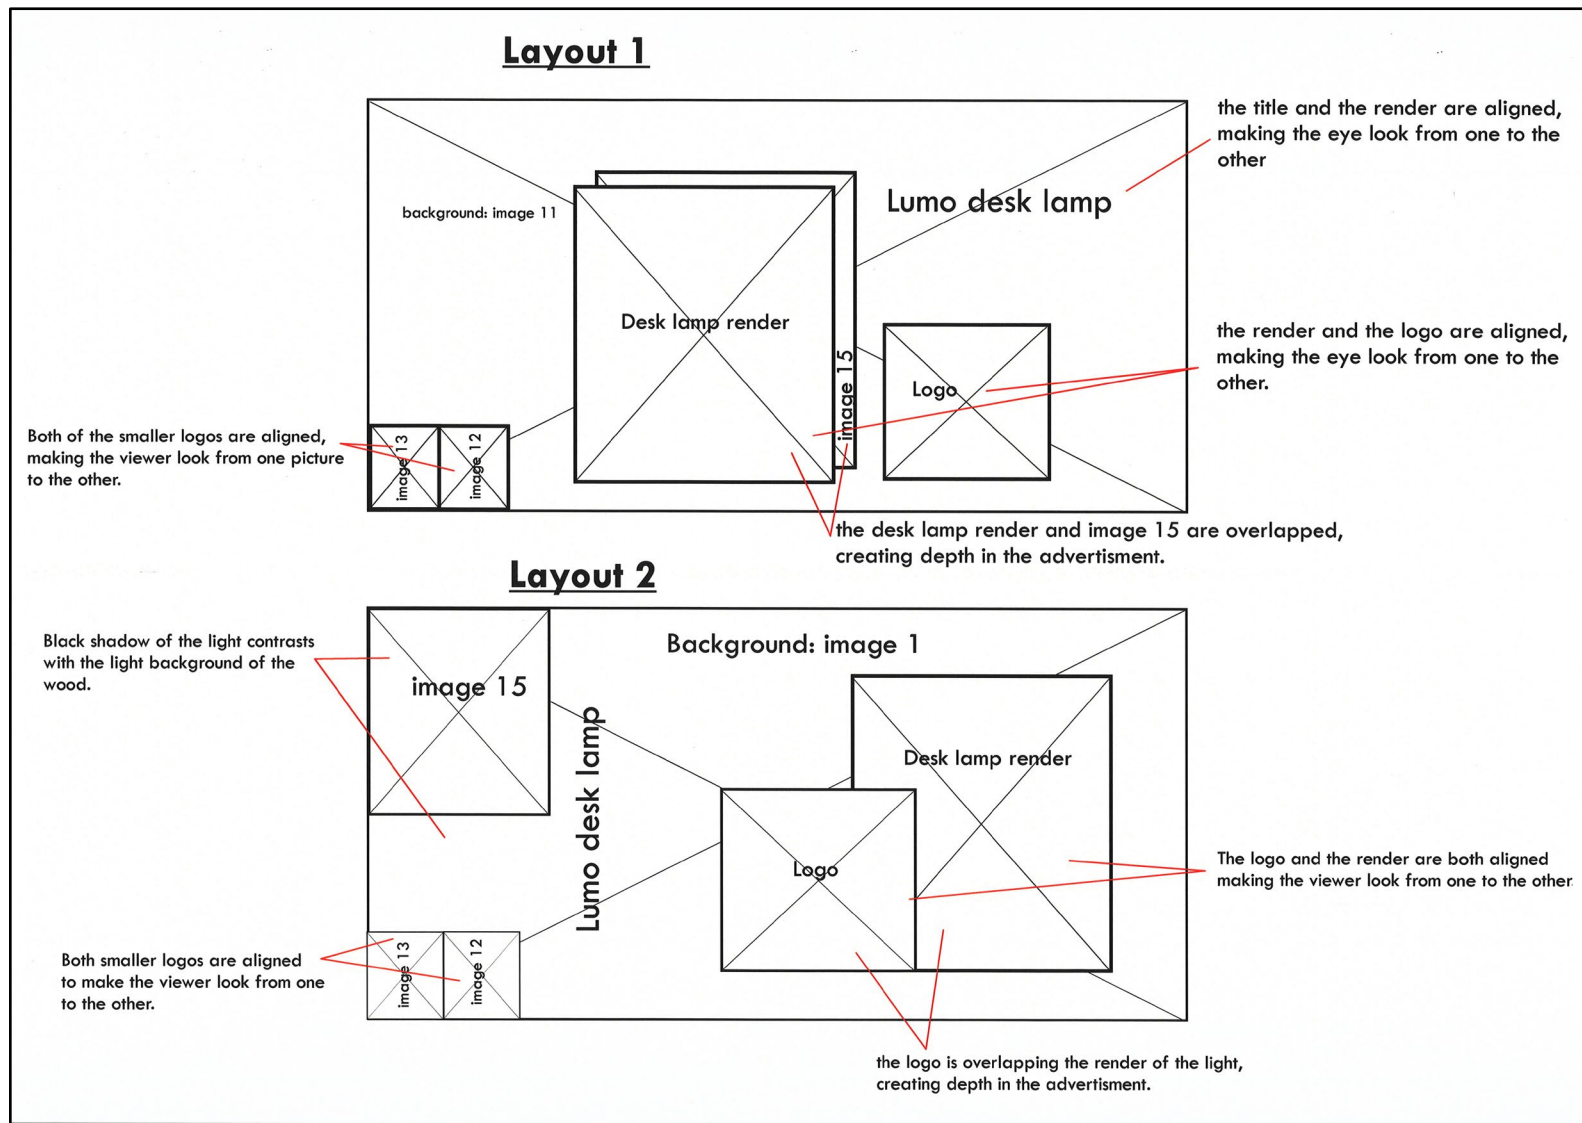 Layout 1
the title and the render are aligned,
making the eye look from one to the
other
Lumo desk lamp
background: image 11
Desk lamp render
image 15
Logo
the render and the logo are aligned,
making the eye look from one to the
other.
Both of the smaller logos are aligned,
making the viewer look from one picture
to the other.
image 13
image 12
the desk lamp render and image 15 are overlapped,
creating depth in the advertisment.
Layout 2
Black shadow of the light contrasts
with the light background of the
wood.
image 15
Background: image 1
Lumo desk lamp
Desk lamp render
Logo
The logo and the render are both aligned
making the viewer look from one to the other
Both smaller logos are aligned
to make the viewer look from one
to the other.
image 13
image 12
the logo is overlapping the render of the light,
creating depth in the advertisment.